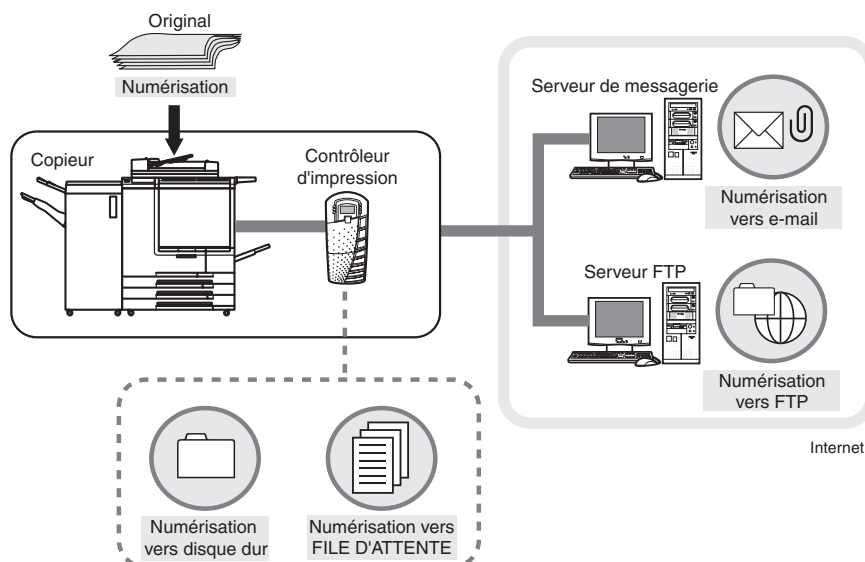 Original
Numérisation
Copieur
Contrôleur
d'impression
Serveur de messagerie
Numérisation
vers e-mail
Serveur FTP
Numérisation
vers FTP
Internet
Numérisation
vers disque dur
Numérisation vers
FILE D'ATTENTE